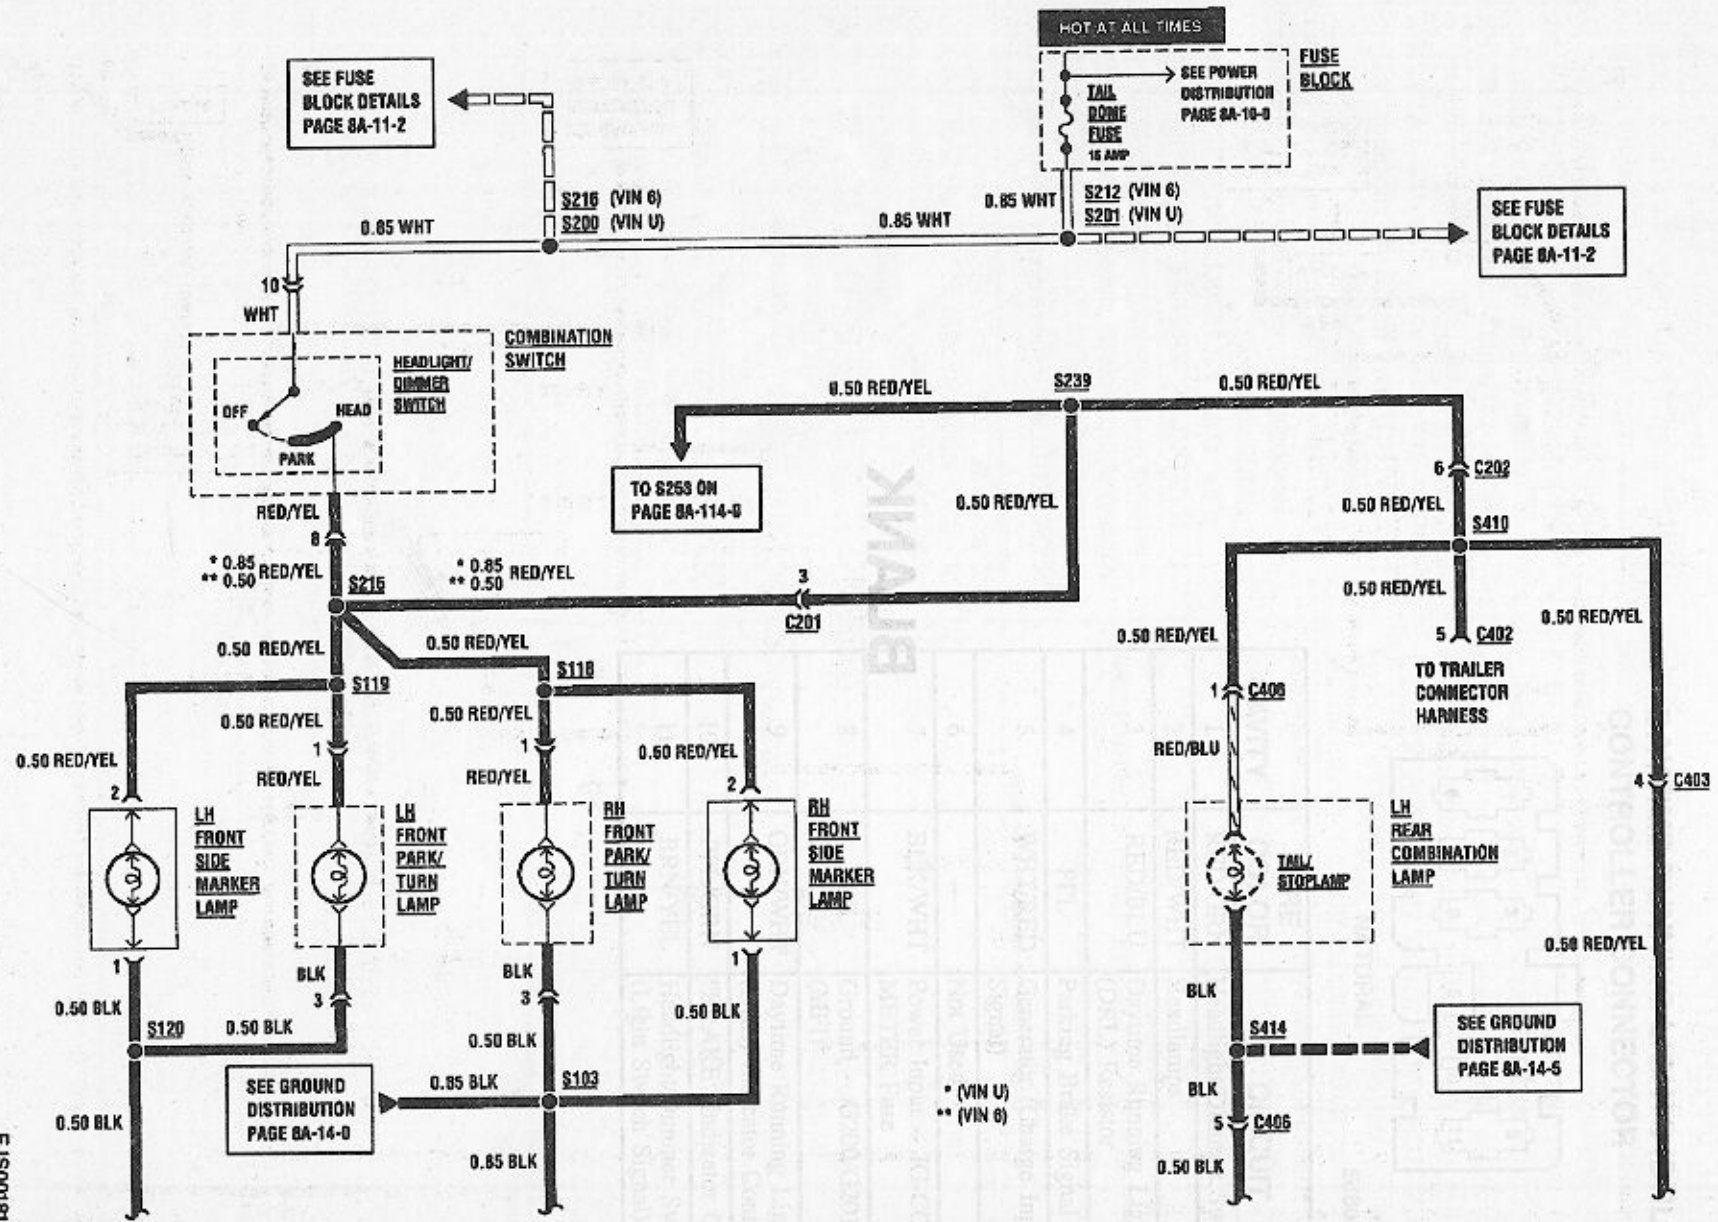 HOT AT ALL TIMES
FUSE
BLOCK
SEE POWER
DISTRIBUTION
PAGE 8A-10-0
TAIL
DOME
FUSE
15 AMP
SEE FUSE
BLOCK DETAILS
PAGE 8A-11-2
S216 (VIN 6)
S200 (VIN U)
0.85 WHT
0.85 WHT
0.85 WHT
S212 (VIN 6)
S201 (VIN U)
SEE FUSE
BLOCK DETAILS
PAGE 8A-11-2
10
WHT
COMBINATION
SWITCH
HEADLIGHT/
DIMMER
SWITCH
OFF
HEAD
PARK
RED/YEL
8
* 0.85
** 0.50 RED/YEL
S215
* 0.85
** 0.50 RED/YEL
3
C201
0.50 RED/YEL
S239
0.50 RED/YEL
TO S253 ON
PAGE 8A-114-0
0.50 RED/YEL
6 C202
0.50 RED/YEL
S410
0.50 RED/YEL
5 C402
TO TRAILER
CONNECTOR
HARNESS
0.50 RED/YEL
0.50 RED/YEL
1 C406
RED/BLU
4 C403
0.50 RED/YEL
0.50 RED/YEL
0.50 RED/YEL
S119
S118
0.50 RED/YEL
0.50 RED/YEL
0.50 RED/YEL
0.50 RED/YEL
1
1
RED/YEL
RED/YEL
2
2
LH
FRONT
SIDE
MARKER
LAMP
LH
FRONT
PARK/
TURN
LAMP
RH
FRONT
PARK/
TURN
LAMP
RH
FRONT
SIDE
MARKER
LAMP
TAIL/
STOPLAMP
LH
REAR
COMBINATION
LAMP
0.50 RED/YEL
1
BLK
3
BLK
3
1
0.50 BLK
S120
0.50 BLK
0.50 BLK
0.50 BLK
BLK
S414
SEE GROUND
DISTRIBUTION
PAGE 8A-14-5
BLK
5 C406
0.50 BLK
SEE GROUND
DISTRIBUTION
PAGE 8A-14-0
0.85 BLK
S103
* (VIN U)
** (VIN 6)
0.50 BLK
0.85 BLK
BLANK